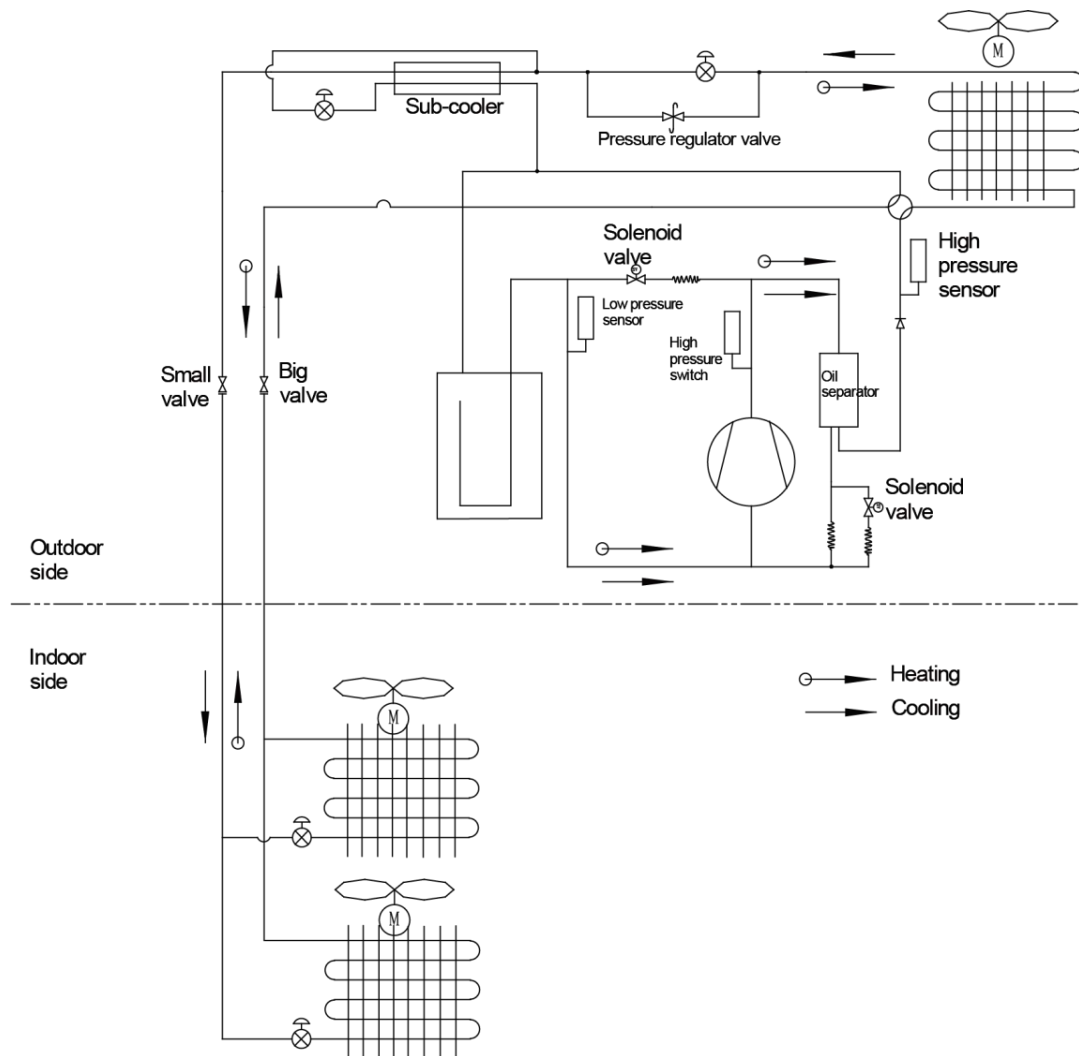 M
Sub-cooler
Pressure regulator valve
Solenoid
valve
High
pressure
sensor
Low pressure
sensor
High
pressure
switch
Small
valve
Big
valve
Oil
separator
Solenoid
valve
Outdoor
side
Indoor
side
Heating
Cooling
M
M